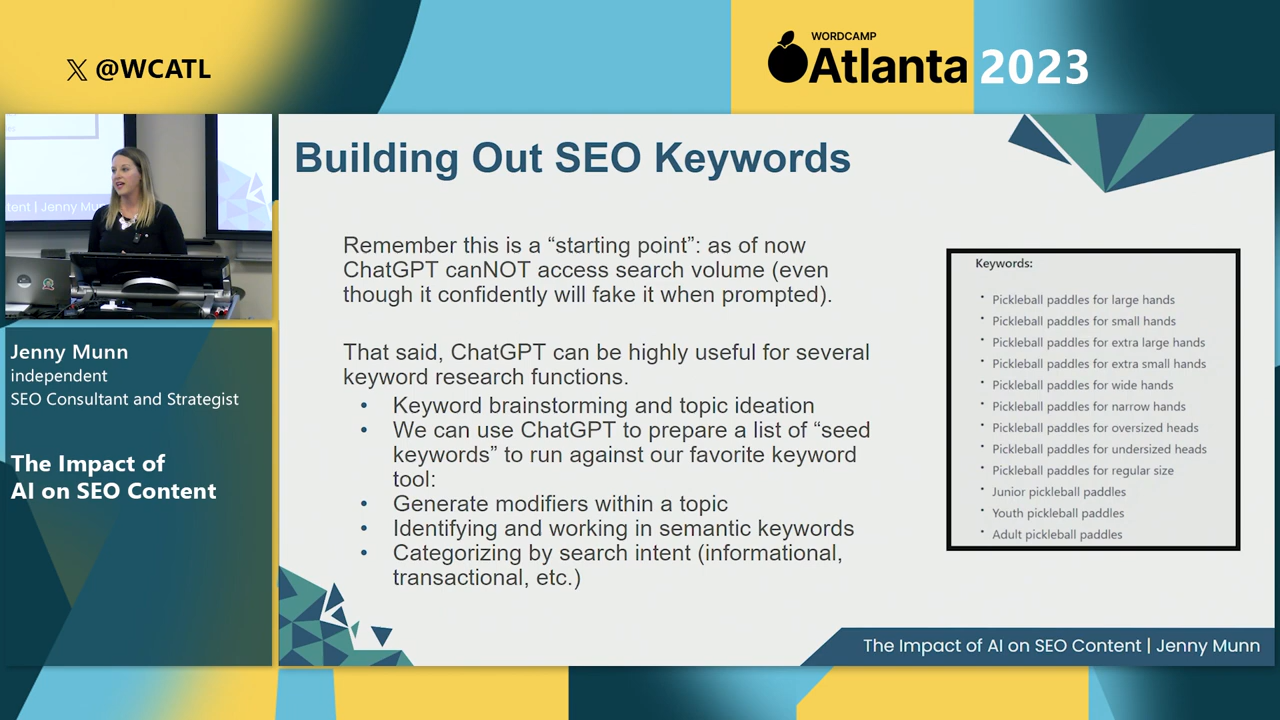 𝕏 @WCATL
WORDCAMP
Atlanta 2023
Jenny Munn
independent
SEO Consultant and Strategist
The Impact of
AI on SEO Content
Building Out SEO Keywords
Remember this is a “starting point”: as of now
ChatGPT canNOT access search volume (even
though it confidently will fake it when prompted).
That said, ChatGPT can be highly useful for several
keyword research functions.
• Keyword brainstorming and topic ideation
• We can use ChatGPT to prepare a list of “seed
keywords” to run against our favorite keyword
tool:
• Generate modifiers within a topic
• Identifying and working in semantic keywords
• Categorizing by search intent (informational,
transactional, etc.)
Keywords:
• Pickleball paddles for large hands
• Pickleball paddles for small hands
• Pickleball paddles for extra large hands
• Pickleball paddles for extra small hands
• Pickleball paddles for wide hands
• Pickleball paddles for narrow hands
• Pickleball paddles for oversized heads
• Pickleball paddles for undersized heads
• Pickleball paddles for regular size
• Junior pickleball paddles
• Youth pickleball paddles
• Adult pickleball paddles
The Impact of AI on SEO Content | Jenny Munn